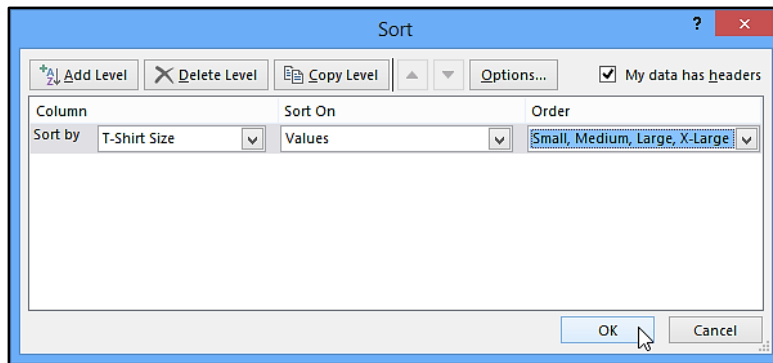 Sort ?
Add Level Delete Level Copy Level Options... My data has headers
Column Sort On Order
Sort by T-Shirt Size Values Small, Medium, Large, X-Large
OK Cancel